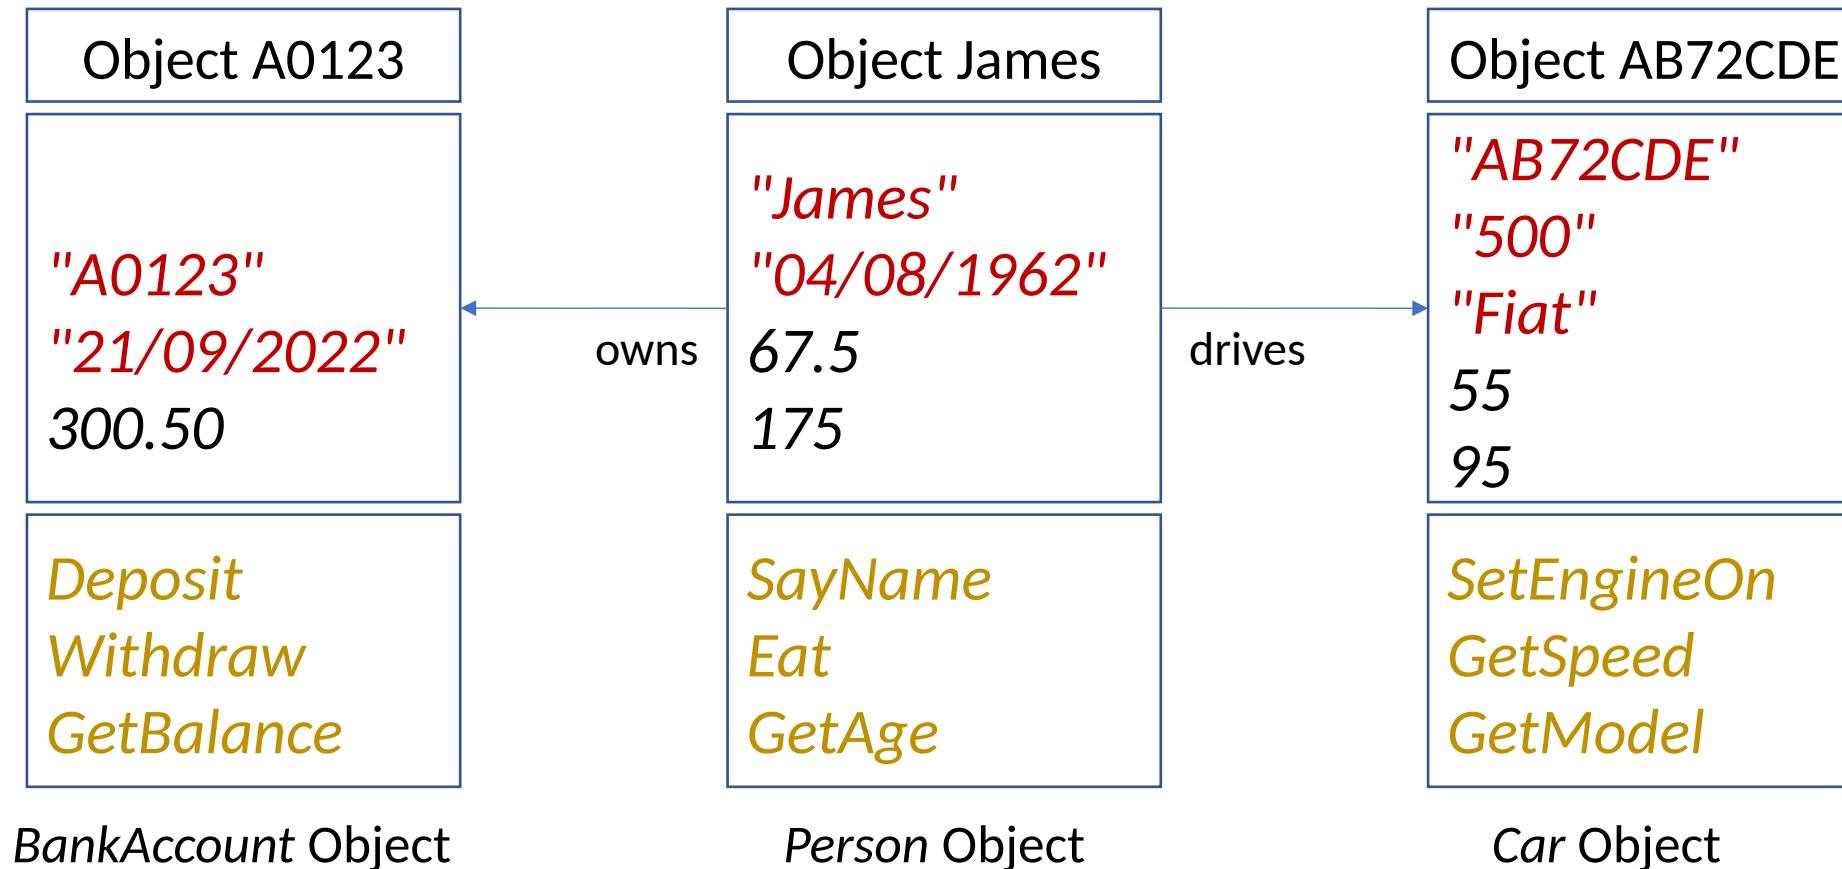 Object A0123
"A0123"
"21/09/2022"
300.50
Deposit
Withdraw
GetBalance
BankAccount Object
owns
Object James
"James"
"04/08/1962"
67.5
175
SayName
Eat
GetAge
Person Object
drives
Object AB72CDE
"AB72CDE"
"500"
"Fiat"
55
95
SetEngineOn
GetSpeed
GetModel
Car Object